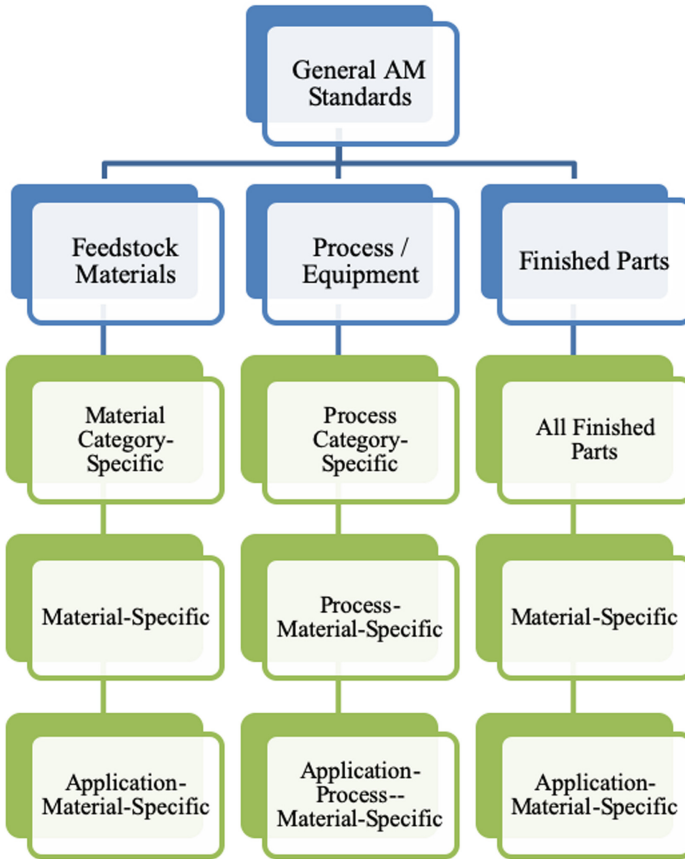 General AM
Standards
Feedstock
Materials
Process /
Equipment
Finished Parts
Material
Category-
Specific
Process
Category-
Specific
All Finished
Parts
Material-Specific
Process-
Material-Specific
Material-Specific
Application-
Material-Specific
Application-
Process--
Material-Specific
Application-
Material-Specific